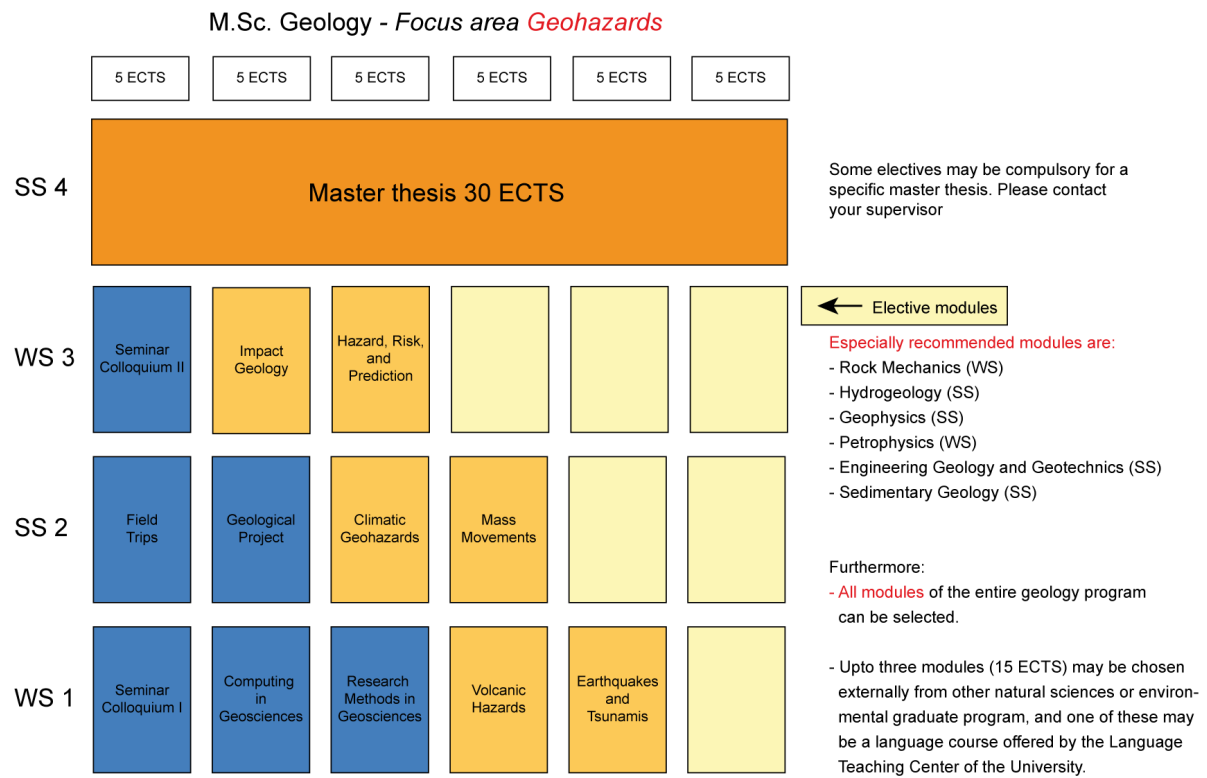 M.Sc. Geology - Focus area Geohazards
5 ECTS
5 ECTS
5 ECTS
5 ECTS
5 ECTS
5 ECTS
SS 4
Master thesis 30 ECTS
Some electives may be compulsory for a
specific master thesis. Please contact
your supervisor
WS 3
Seminar
Colloquium II
Impact
Geology
Hazard, Risk,
and
Prediction
Elective modules
Especially recommended modules are:
- Rock Mechanics (WS)
- Hydrogeology (SS)
- Geophysics (SS)
- Petrophysics (WS)
- Engineering Geology and Geotechnics (SS)
- Sedimentary Geology (SS)
SS 2
Field
Trips
Geological
Project
Climatic
Geohazards
Mass
Movements
Furthermore:
- All modules of the entire geology program
can be selected.
WS 1
Seminar
Colloquium I
Computing
in
Geosciences
Research
Methods in
Geosciences
Volcanic
Hazards
Earthquakes
and
Tsunamis
- Upto three modules (15 ECTS) may be chosen
externally from other natural sciences or environ-
mental graduate program, and one of these may
be a language course offered by the Language
Teaching Center of the University.